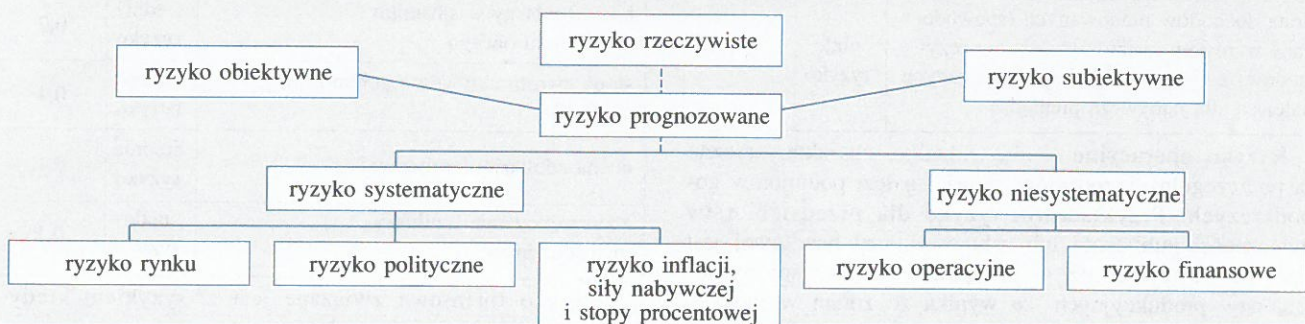 ryzyko rzeczywiste
ryzyko obiektywne
ryzyko subiektywne
ryzyko prognozowane
ryzyko systematyczne
ryzyko niesystematyczne
ryzyko rynku
ryzyko polityczne
ryzyko inflacji,
siły nabywczej
i stopy procentowej
ryzyko operacyjne
ryzyko finansowe